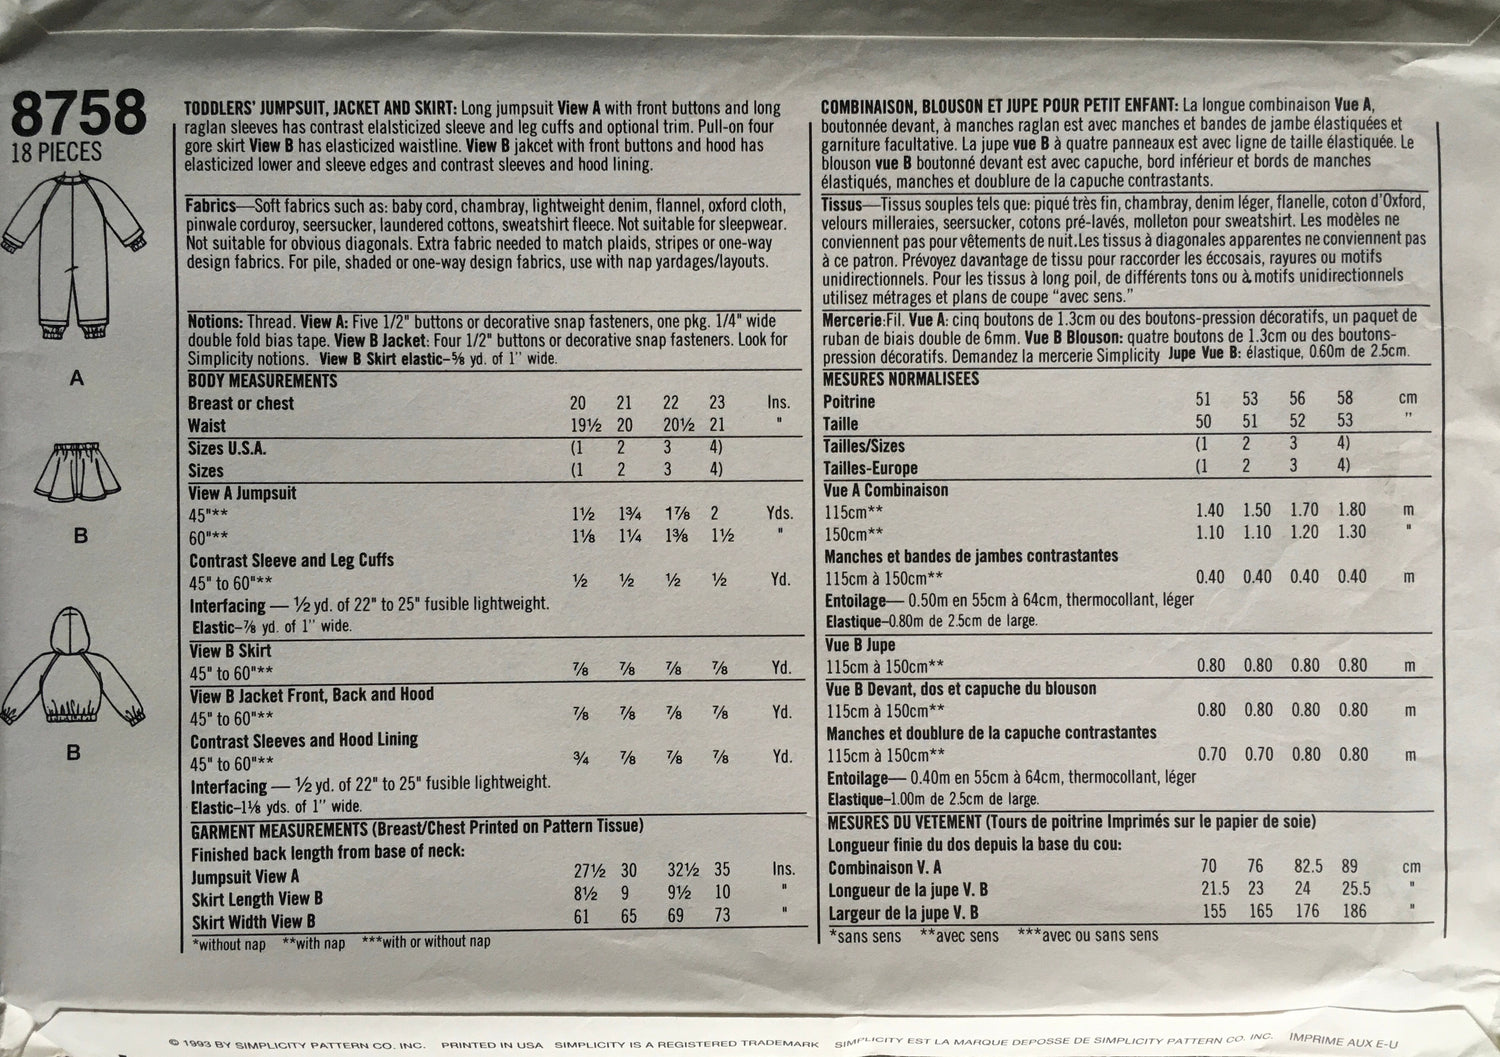 8758
18 PIECES
A
B
B
TODDLERS' JUMPSUIT, JACKET AND SKIRT: Long jumpsuit View A with front buttons and long
raglan sleeves has contrast elalsticized sleeve and leg cuffs and optional trim. Pull-on four
gore skirt View B has elasticized waistline. View B jakcet with front buttons and hood has
elasticized lower and sleeve edges and contrast sleeves and hood lining.
Fabrics—Soft fabrics such as: baby cord, chambray, lightweight denim, flannel, oxford cloth,
pinwale corduroy, seersucker, laundered cottons, sweatshirt fleece. Not suitable for sleepwear.
Not suitable for obvious diagonals. Extra fabric needed to match plaids, stripes or one-way
design fabrics. For pile, shaded or one-way design fabrics, use with nap yardages/layouts.
Notions: Thread. View A: Five 1/2" buttons or decorative snap fasteners, one pkg. 1/4" wide
double fold bias tape. View B Jacket: Four 1/2" buttons or decorative snap fasteners. Look for
Simplicity notions. View B Skirt elastic–⅝ yd. of 1" wide.
BODY MEASUREMENTS
Breast or chest 20 21 22 23 Ins.
Waist 19½ 20 20½ 21 "
Sizes U.S.A. (1 2 3 4)
Sizes (1 2 3 4)
View A Jumpsuit
45"** 1½ 1¾ 1⅞ 2 Yds.
60"** 1⅛ 1¼ 1⅜ 1½ "
Contrast Sleeve and Leg Cuffs
45" to 60"** ½ ½ ½ ½ Yd.
Interfacing — ½ yd. of 22" to 25" fusible lightweight.
Elastic–⅞ yd. of 1" wide.
View B Skirt
45" to 60"** ⅞ ⅞ ⅞ ⅞ Yd.
View B Jacket Front, Back and Hood
45" to 60"** ⅞ ⅞ ⅞ ⅞ Yd.
Contrast Sleeves and Hood Lining
45" to 60"** ¾ ⅞ ⅞ ⅞ Yd.
Interfacing — ½ yd. of 22" to 25" fusible lightweight.
Elastic–1⅛ yds. of 1" wide.
GARMENT MEASUREMENTS (Breast/Chest Printed on Pattern Tissue)
Finished back length from base of neck:
Jumpsuit View A 27½ 30 32½ 35 Ins.
Skirt Length View B 8½ 9 9½ 10 "
Skirt Width View B 61 65 69 73 "
*without nap **with nap ***with or without nap
COMBINAISON, BLOUSON ET JUPE POUR PETIT ENFANT: La longue combinaison Vue A,
boutonnée devant, à manches raglan est avec manches et bandes de jambe élastiquées et
garniture facultative. La jupe vue B à quatre panneaux est avec ligne de taille élastiquée. Le
blouson vue B boutonné devant est avec capuche, bord inférieur et bords de manches
élastiqués, manches et doublure de la capuche contrastants.
Tissus—Tissus souples tels que: piqué très fin, chambray, denim léger, flanelle, coton d'Oxford,
velours milleraies, seersucker, cotons pré-lavés, molleton pour sweatshirt. Les modèles ne
conviennent pas pour vêtements de nuit.Les tissus à diagonales apparentes ne conviennent pas
à ce patron. Prévoyez davantage de tissu pour raccorder les éccosais, rayures ou motifs
unidirectionnels. Pour les tissus à long poil, de différents tons ou à motifs unidirectionnels
utilisez métrages et plans de coupe "avec sens."
Mercerie:Fil. Vue A: cinq boutons de 1.3cm ou des boutons-pression décoratifs, un paquet de
ruban de biais double de 6mm. Vue B Blouson: quatre boutons de 1.3cm ou des boutons-
pression décoratifs. Demandez la mercerie Simplicity Jupe Vue B: élastique, 0.60m de 2.5cm.
MESURES NORMALISEES
Poitrine 51 53 56 58 cm
Taille 50 51 52 53 "
Tailles/Sizes (1 2 3 4)
Tailles-Europe (1 2 3 4)
Vue A Combinaison
115cm** 1.40 1.50 1.70 1.80 m
150cm** 1.10 1.10 1.20 1.30 "
Manches et bandes de jambes contrastantes
115cm à 150cm** 0.40 0.40 0.40 0.40 m
Entoilage— 0.50m en 55cm à 64cm, thermocollant, léger
Elastique–0.80m de 2.5cm de large.
Vue B Jupe
115cm à 150cm** 0.80 0.80 0.80 0.80 m
Vue B Devant, dos et capuche du blouson
115cm à 150cm** 0.80 0.80 0.80 0.80 m
Manches et doublure de la capuche contrastantes
115cm à 150cm** 0.70 0.70 0.80 0.80 m
Entoilage— 0.40m en 55cm à 64cm, thermocollant, léger
Elastique–1.00m de 2.5cm de large.
MESURES DU VETEMENT (Tours de poitrine Imprimés sur le papier de soie)
Longueur finie du dos depuis la base du cou:
Combinaison V. A 70 76 82.5 89 cm
Longueur de la jupe V. B 21.5 23 24 25.5 "
Largeur de la jupe V. B 155 165 176 186 "
*sans sens **avec sens ***avec ou sans sens
© 1993 BY SIMPLICITY PATTERN CO. INC. PRINTED IN USA SIMPLICITY IS A REGISTERED TRADEMARK SIMPLICITY EST LA MARQUE DEPOSSE DE SIMPLICITY PATTERN CO. INC. IMPRIME AUX E-U